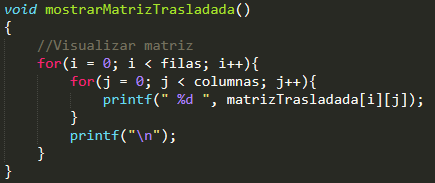 void mostrarMatrizTrasladada()
{
    //Visualizar matriz
    for(i = 0; i < filas; i++){
        for(j = 0; j < columnas; j++){
            printf(" %d ", matrizTrasladada[i][j]);
        }
        printf("\n");
    }
}